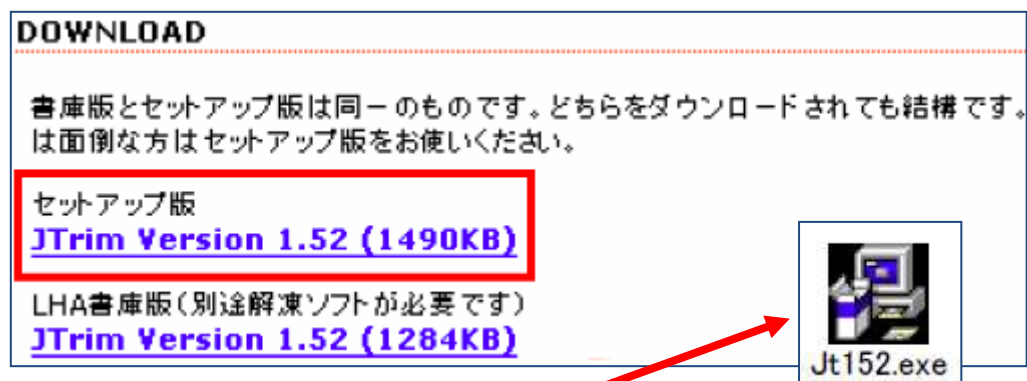 DOWNLOAD
書庫版とセットアップ版は同一のものです。どちらをダウンロードされても結構です。
は面倒な方はセットアップ版をお使いください。
セットアップ版
JTrim Version 1.52 (1490KB)
LHA書庫版(別途解凍ソフトが必要です)
JTrim Version 1.52 (1284KB)
Jt152.exe